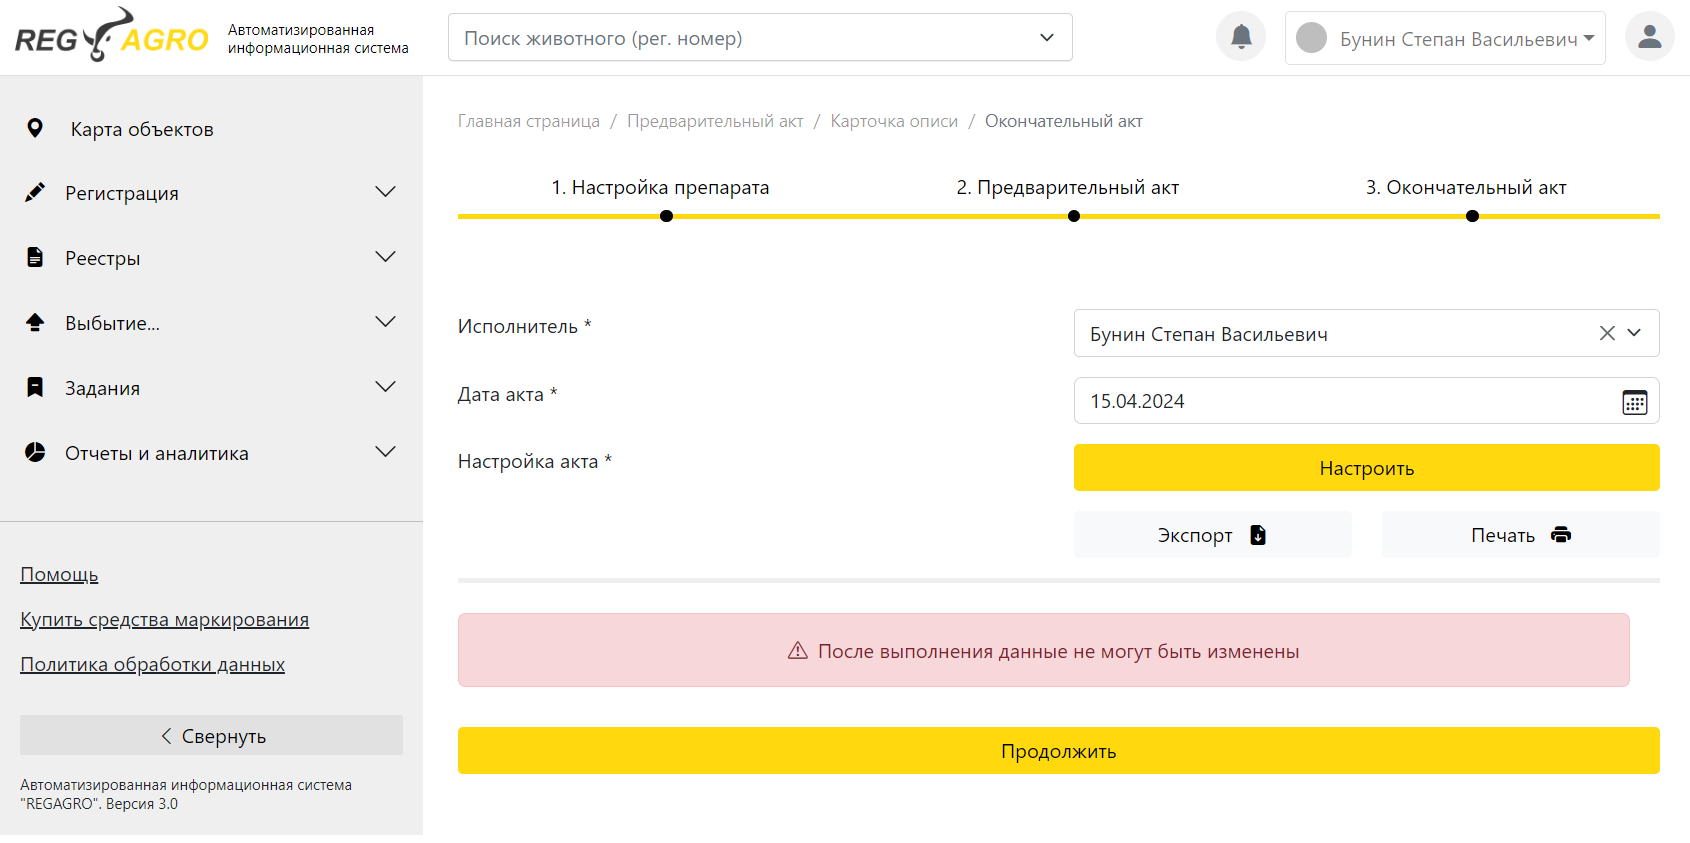 REG AGRO
Автоматизированная
информационная система
Поиск животного (рег. номер)
Бунин Степан Васильевич
Карта объектов
Регистрация
Реестры
Выбытие...
Задания
Отчеты и аналитика
Помощь
Купить средства маркирования
Политика обработки данных
Свернуть
Автоматизированная информационная система
"REGAGRO". Версия 3.0
Главная страница / Предварительный акт / Карточка описи / Окончательный акт
1. Настройка препарата
2. Предварительный акт
3. Окончательный акт
Исполнитель *
Бунин Степан Васильевич
Дата акта *
15.04.2024
Настройка акта *
Настроить
Экспорт
Печать
После выполнения данные не могут быть изменены
Продолжить